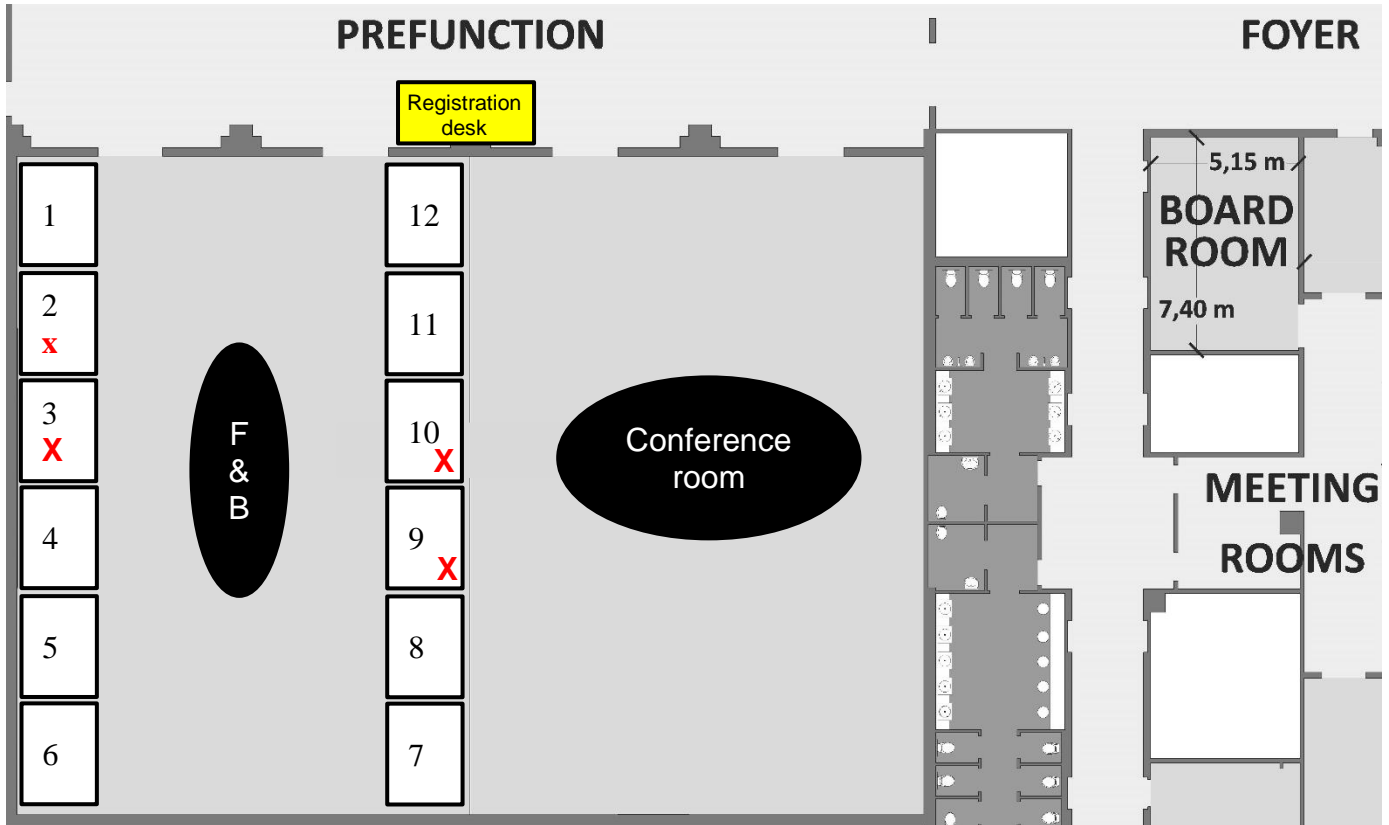 PREFUNCTION
FOYER
Registration
desk
1
2
x
3
X
4
5
6
F
&
B
12
11
10
X
9
X
8
7
Conference
room
5,15 m
BOARD
ROOM
7,40 m
MEETING
ROOMS